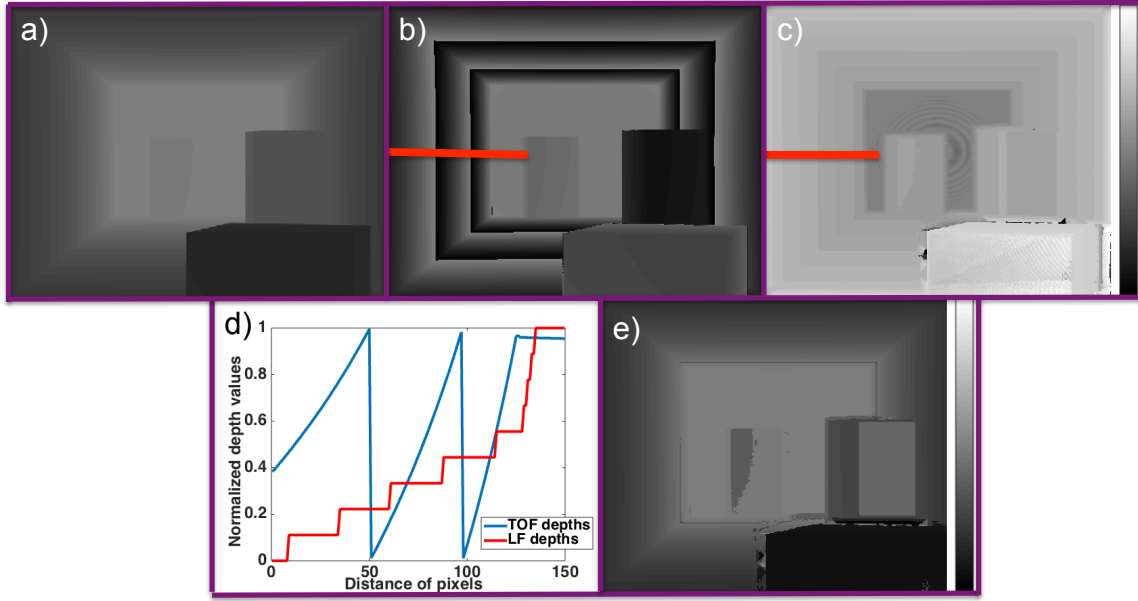 a)
b)
c)
d)
Normalized depth values
1
0.8
0.6
0.4
0.2
0
0
50
100
150
Distance of pixels
TOF depths
LF depths
e)